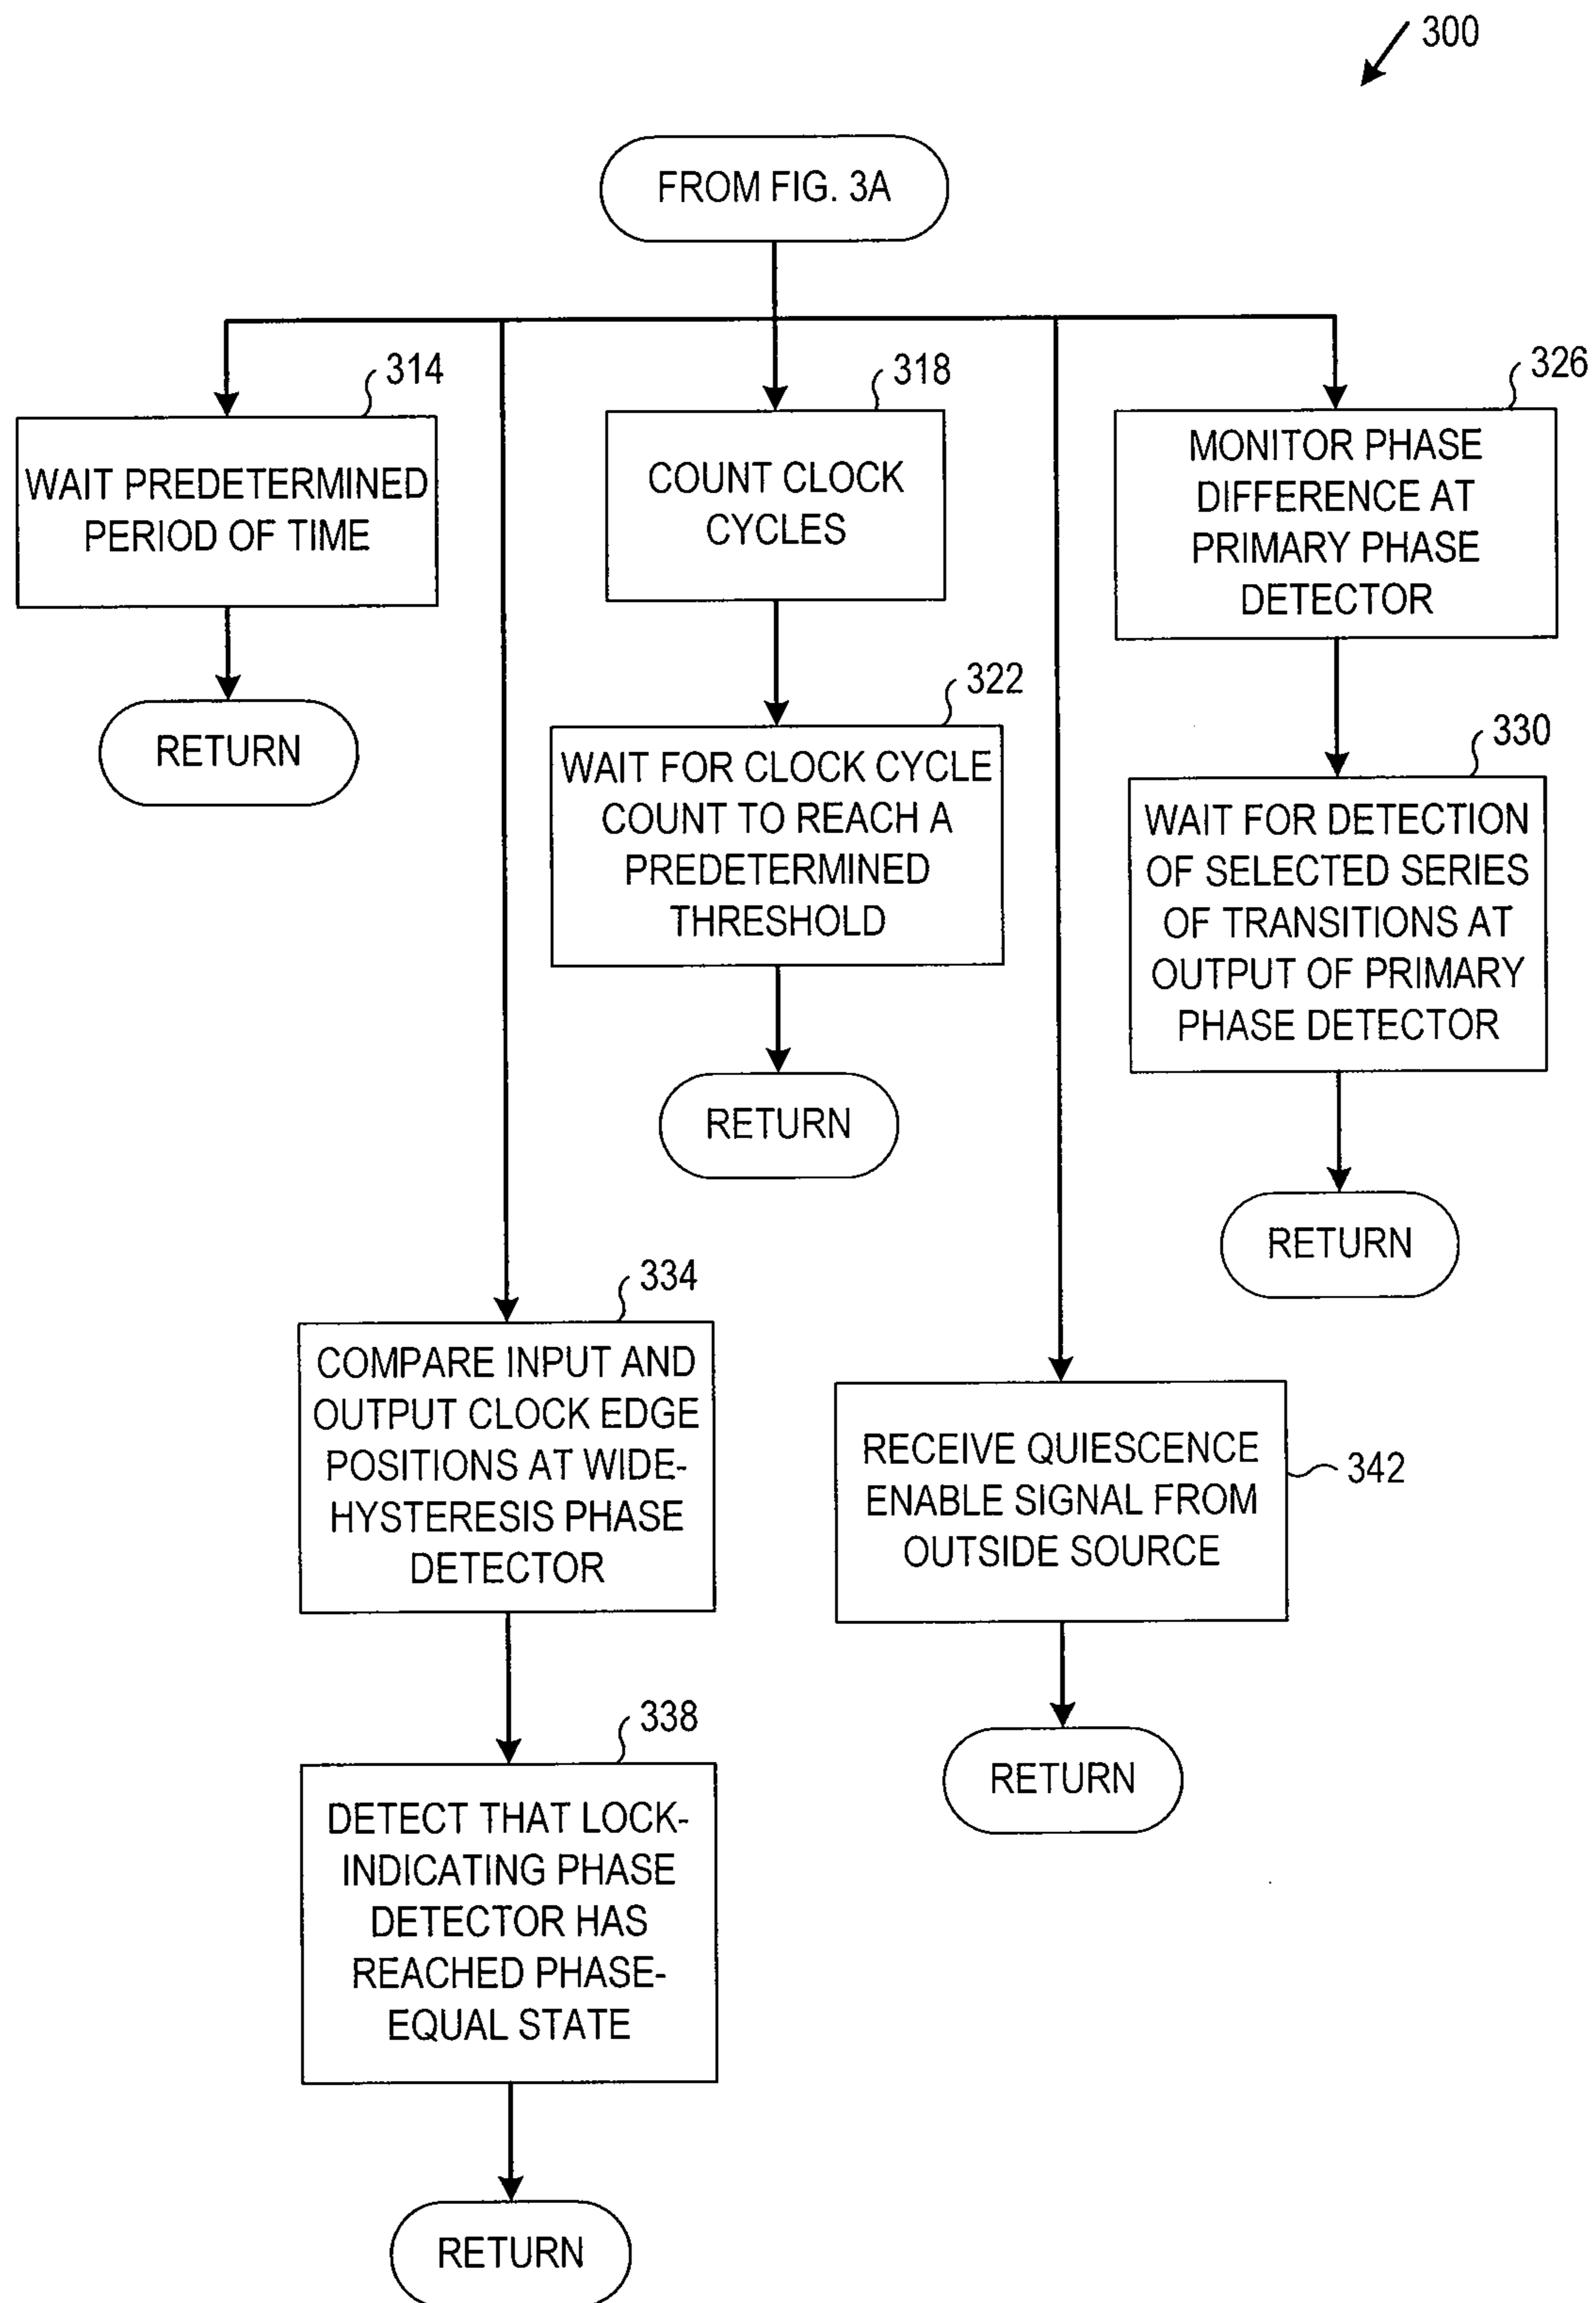 300
FROM FIG. 3A
314
WAIT PREDETERMINED
PERIOD OF TIME
RETURN
318
COUNT CLOCK
CYCLES
322
WAIT FOR CLOCK CYCLE
COUNT TO REACH A
PREDETERMINED
THRESHOLD
RETURN
326
MONITOR PHASE
DIFFERENCE AT
PRIMARY PHASE
DETECTOR
330
WAIT FOR DETECTION
OF SELECTED SERIES
OF TRANSITIONS AT
OUTPUT OF PRIMARY
PHASE DETECTOR
RETURN
334
COMPARE INPUT AND
OUTPUT CLOCK EDGE
POSITIONS AT WIDE-
HYSTERESIS PHASE
DETECTOR
338
DETECT THAT LOCK-
INDICATING PHASE
DETECTOR HAS
REACHED PHASE-
EQUAL STATE
RETURN
342
RECEIVE QUIESCENCE
ENABLE SIGNAL FROM
OUTSIDE SOURCE
RETURN